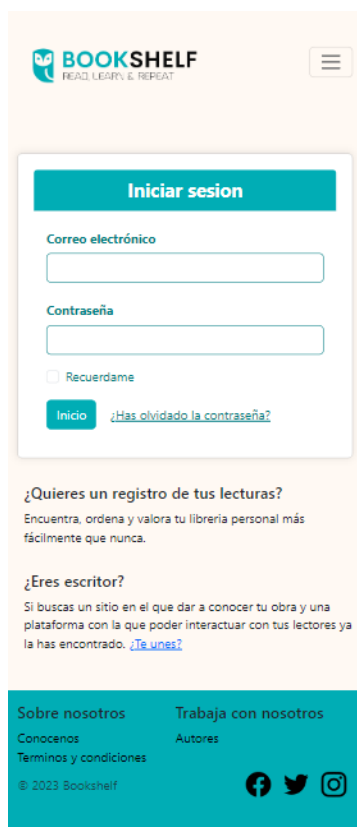 BOOKSHELF
READ, LEARN & REPEAT
Iniciar sesion
Correo electrónico
Contraseña
Recuerdame
Inicio ¿Has olvidado la contraseña?
¿Quieres un registro de tus lecturas?
Encuentra, ordena y valora tu libreria personal más
fácilmente que nunca.
¿Eres escritor?
Si buscas un sitio en el que dar a conocer tu obra y una
plataforma con la que poder interactuar con tus lectores ya
la has encontrado. ¿Te unes?
Sobre nosotros Trabaja con nosotros
Conocenos Autores
Terminos y condiciones
© 2023 Bookshelf